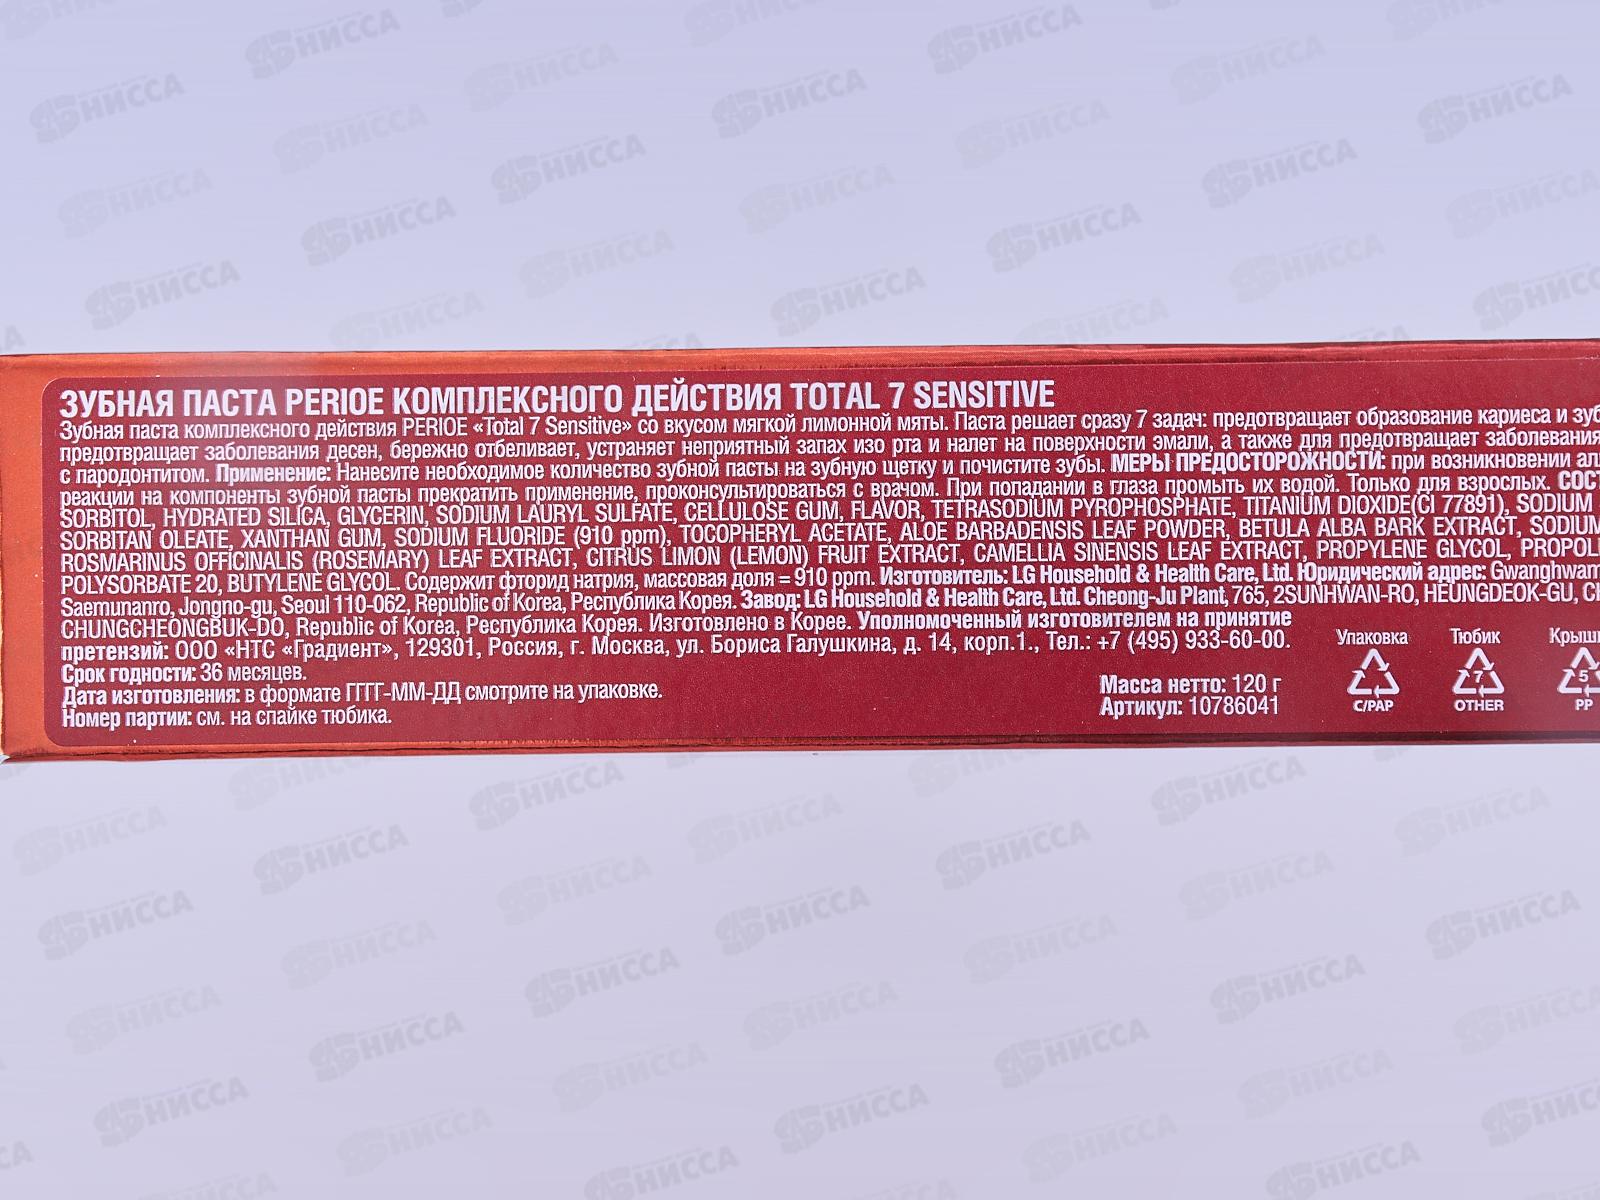 ЗУБНАЯ ПАСТА PERIOE КОМПЛЕКСНОГО ДЕЙСТВИЯ TOTAL 7 SENSITIVE
Зубная паста комплексного действия PERIOE «Total 7 Sensitive» со вкусом мягкой лимонной мяты. Паста решает сразу 7 задач: предотвращает образование кариеса и зуб
предотвращает заболевания десен, бережно отбеливает, устраняет неприятный запах изо рта и налет на поверхности эмали, а также для предотвращает заболевания
с пародонтитом. Применение: Нанесите необходимое количество зубной пасты на зубную щетку и почистите зубы. МЕРЫ ПРЕДОСТОРОЖНОСТИ: при возникновении ал
реакции на компоненты зубной пасты прекратить применение, проконсультироваться с врачом. При попадании в глаза промыть их водой. Только для взрослых. СОСТ
SORBITOL, HYDRATED SILICA, GLYCERIN, SODIUM LAURYL SULFATE, CELLULOSE GUM, FLAVOR, TETRASODIUM PYROPHOSPHATE, TITANIUM DIOXIDE(CI 77891), SODIUM
SORBITAN OLEATE, XANTHAN GUM, SODIUM FLUORIDE (910 ppm), TOCOPHERYL ACETATE, ALOE BARBADENSIS LEAF POWDER, BETULA ALBA BARK EXTRACT, SODIUM
ROSMARINUS OFFICINALIS (ROSEMARY) LEAF EXTRACT, CITRUS LIMON (LEMON) FRUIT EXTRACT, CAMELLIA SINENSIS LEAF EXTRACT, PROPYLENE GLYCOL, PROPOLI
POLYSORBATE 20, BUTYLENE GLYCOL. Содержит фторид натрия, массовая доля = 910 ppm. Изготовитель: LG Household & Health Care, Ltd. Юридический адрес: Gwanghwam
Saemunanro, Jongno-gu, Seoul 110-062, Republic of Korea, Республика Корея. Завод: LG Household & Health Care, Ltd. Cheong-Ju Plant, 765, 2SUNHWAN-RO, HEUNGDEOK-GU, CH
CHUNGCHEONGBUK-DO, Republic of Korea, Республика Корея. Изготовлено в Корее. Уполномоченный изготовителем на принятие
претензий: ООО «НТС «Градиент», 129301, Россия, г. Москва, ул. Бориса Галушкина, д. 14, корп.1., Тел.: +7 (495) 933-60-00.
Срок годности: 36 месяцев.
Дата изготовления: в формате ГГГГ-ММ-ДД смотрите на упаковке.
Номер партии: см. на спайке тюбика.
Масса нетто: 120 г
Артикул: 10786041
Упаковка Тюбик Крыш
7 5
C/PAP OTHER PP
НИССА